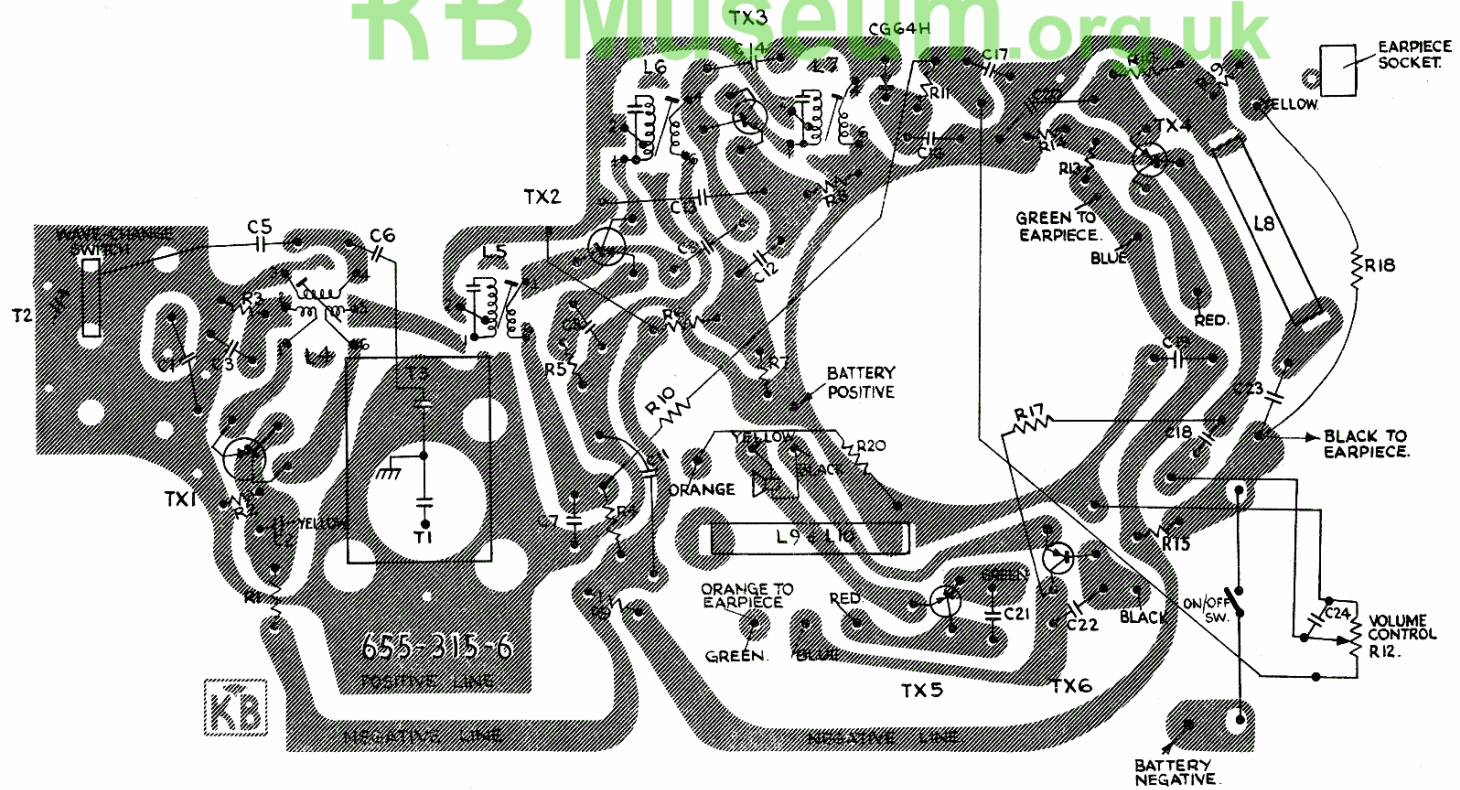 KB Museum.org.uk
TX3
CG64H
C14
C17
EARPIECE
SOCKET.
L6
L7
R11
R19
YELLOW.
C20
C16
R14
R13
TX4
TX2
C13
R8
GREEN TO
EARPIECE.
BLUE
L8
WAVE-CHANGE
SWITCH
C5
C6
L5
C12
R18
T2
R3
RED.
C3
L4
T3
R5
R7
C19
BATTERY
POSITIVE
C23
R10
R17
YELLOW
R20
C18
BLACK TO
EARPIECE.
BLACK
TX1
ORANGE
R2
YELLOW
C2
C7
R4
T1
L9 & L10
R15
R1
ORANGE TO
EARPIECE
RED
GREEN
C21
C22
BLACK
ON/OFF
SW.
C24
VOLUME
CONTROL
R12.
655-315-6
GREEN.
BLUE
POSITIVE LINE
TX5
TX6
KB
NEGATIVE LINE
NEGATIVE LINE
BATTERY
NEGATIVE.